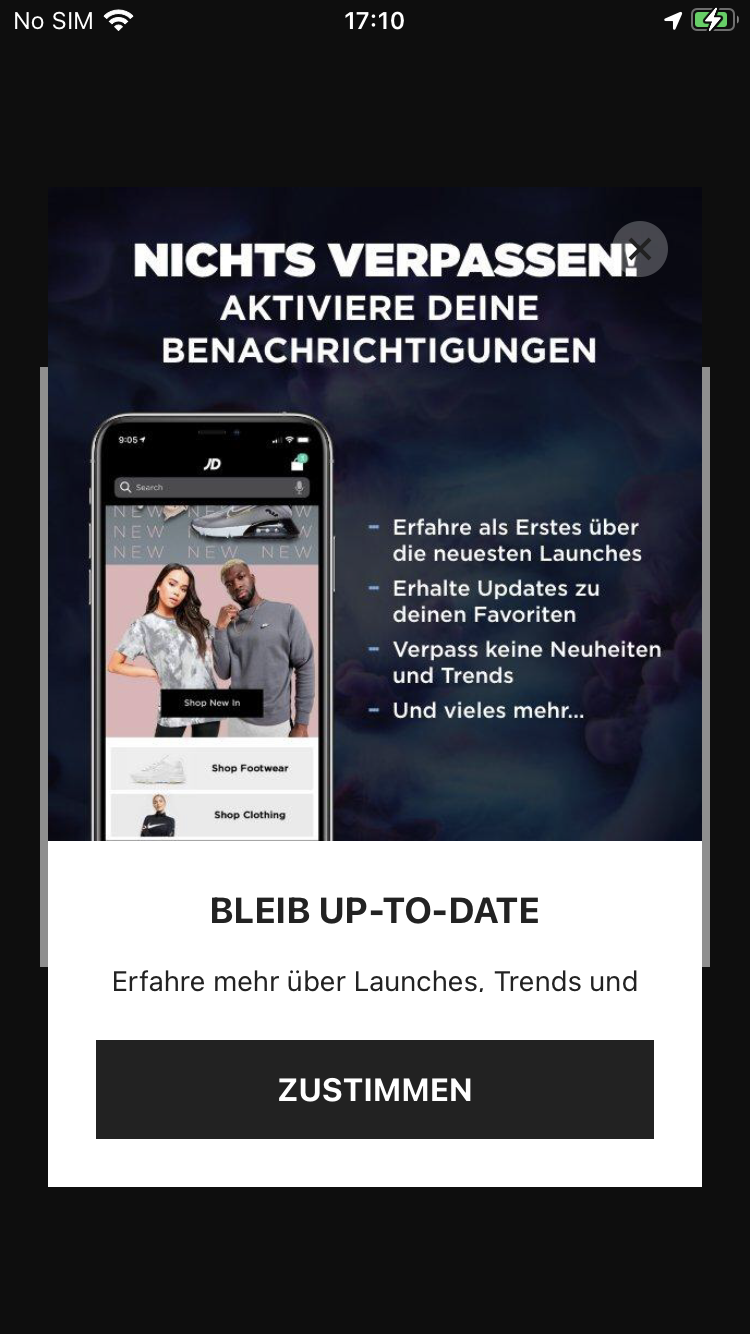 No SIM
17:10
NICHTS VERPASSEN!
AKTIVIERE DEINE
BENACHRICHTIGUNGEN
9:05
JD
Search
NEW NEW NEW
NEW NEW NEW
NEW NEW NEW
Shop New In
Shop Footwear
Shop Clothing
- Erfahre als Erstes über
die neuesten Launches
- Erhalte Updates zu
deinen Favoriten
- Verpass keine Neuheiten
und Trends
- Und vieles mehr...
BLEIB UP-TO-DATE
Erfahre mehr über Launches, Trends und
ZUSTIMMEN